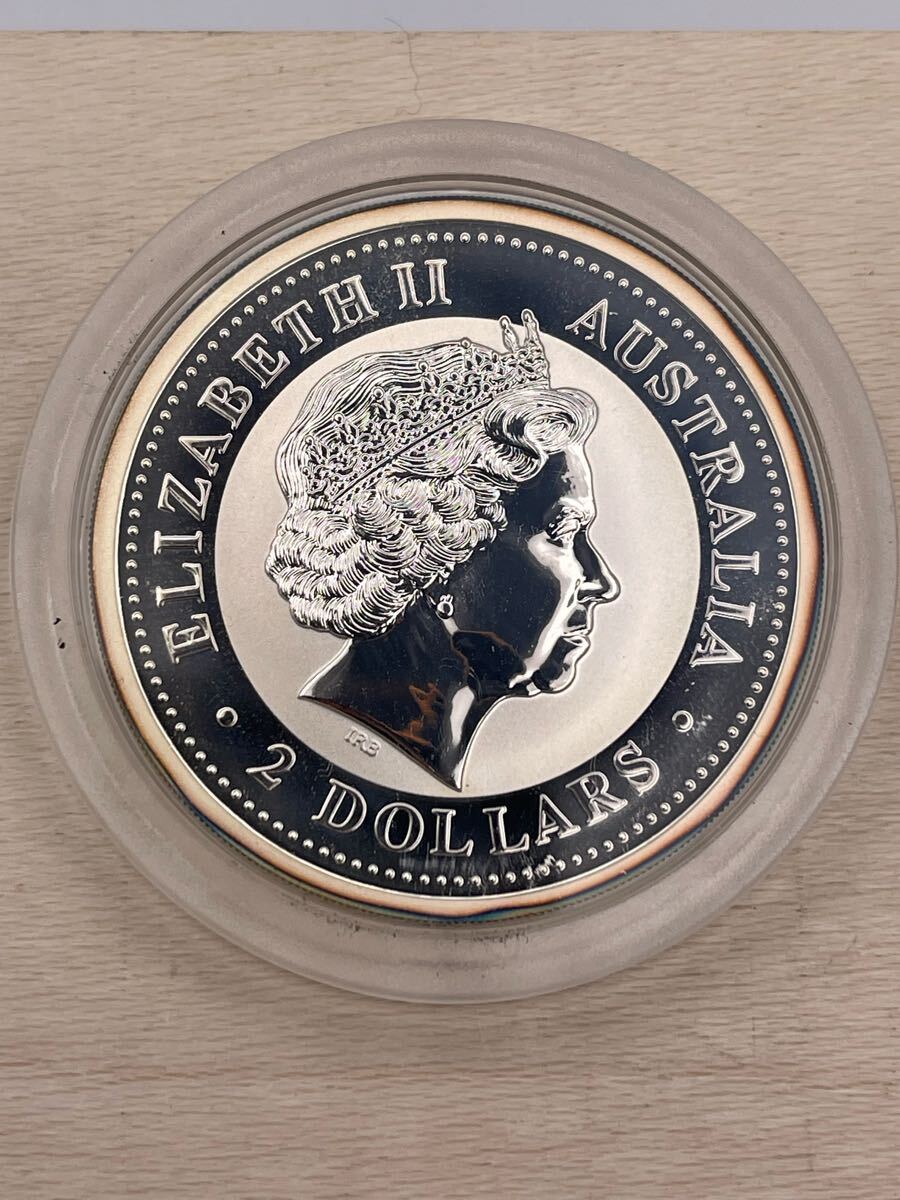 ELIZABETH II
AUSTRALIA
• 2 DOLLARS •
IRB